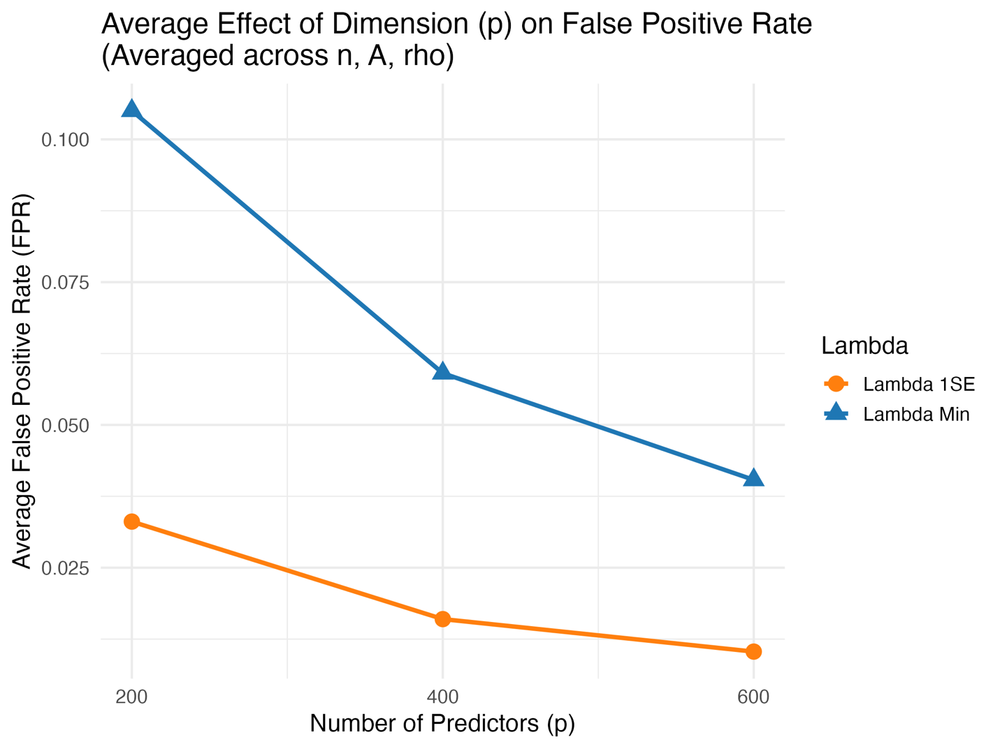 Average Effect of Dimension (p) on False Positive Rate
(Averaged across n, A, rho)
Average False Positive Rate (FPR)
0.100
0.075
0.050
0.025
200
400
600
Number of Predictors (p)
Lambda
Lambda 1SE
Lambda Min